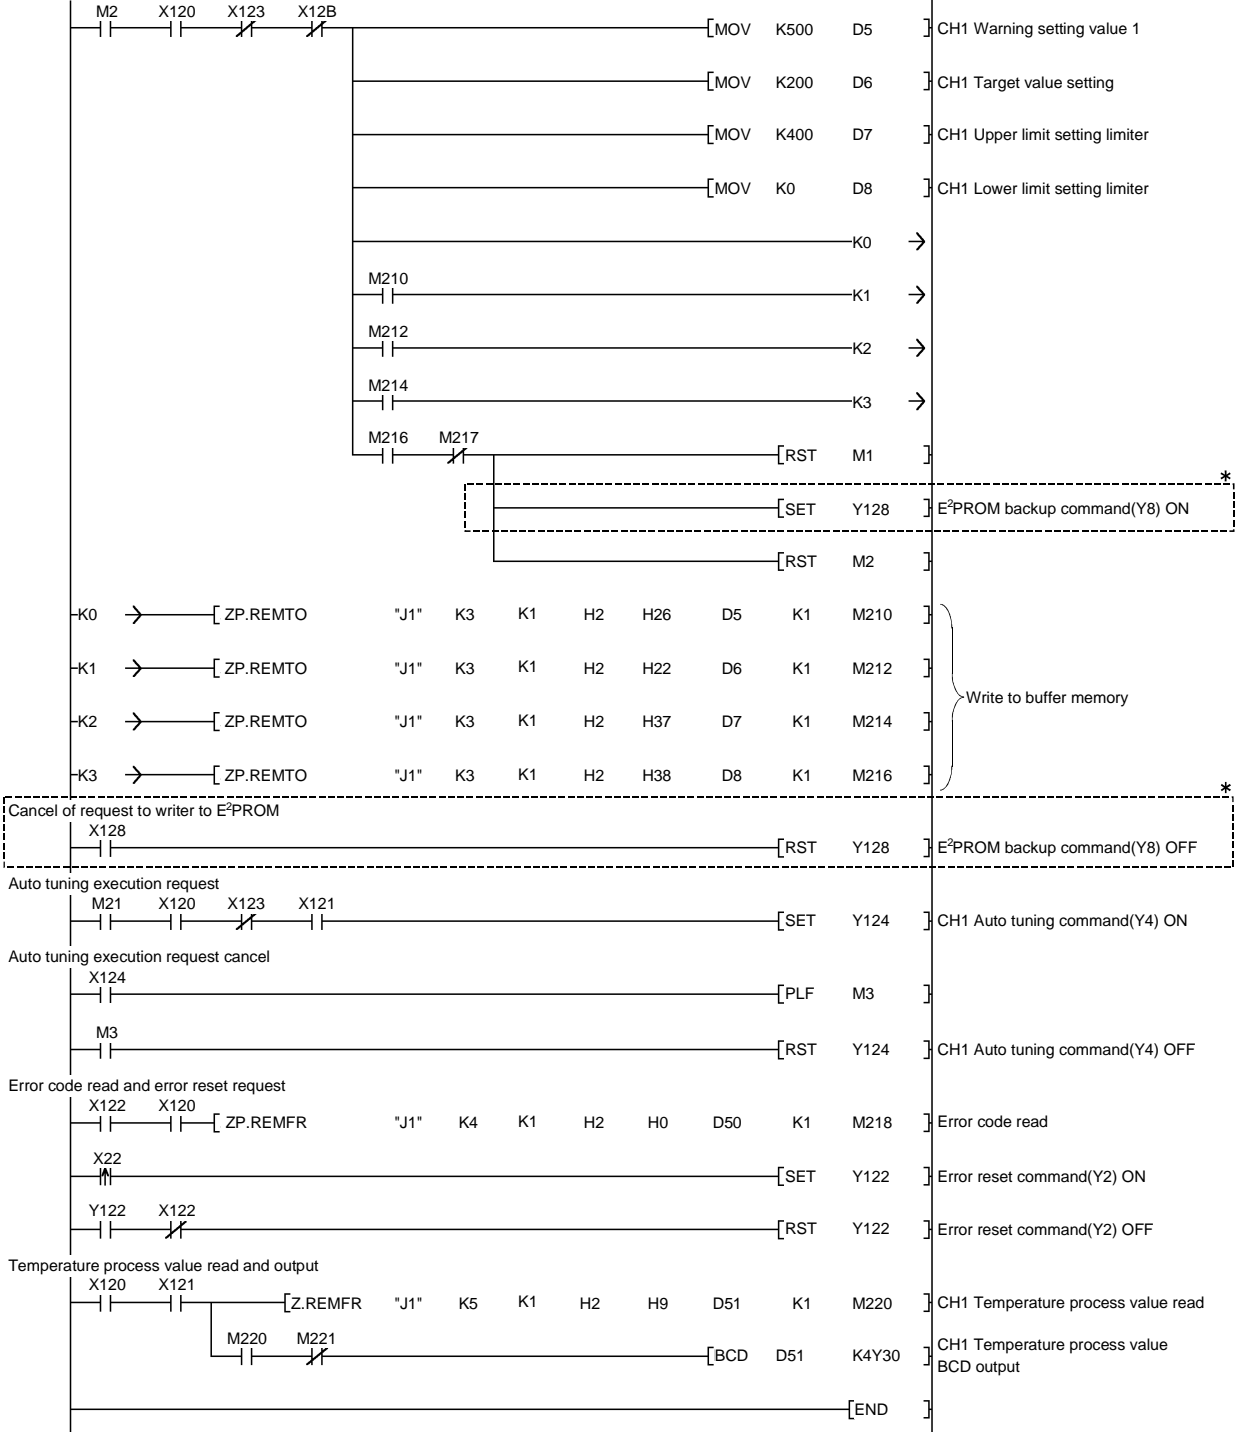 M2 X120 X123 X12B
MOV K500 D5 CH1 Warning setting value 1
MOV K200 D6 CH1 Target value setting
MOV K400 D7 CH1 Upper limit setting limiter
MOV K0 D8 CH1 Lower limit setting limiter
K0
M210
K1
M212
K2
M214
K3
M216 M217
RST M1
*
SET Y128 E²PROM backup command(Y8) ON
RST M2
K0 ZP.REMTO "J1" K3 K1 H2 H26 D5 K1 M210
K1 ZP.REMTO "J1" K3 K1 H2 H22 D6 K1 M212
Write to buffer memory
K2 ZP.REMTO "J1" K3 K1 H2 H37 D7 K1 M214
K3 ZP.REMTO "J1" K3 K1 H2 H38 D8 K1 M216
*
Cancel of request to writer to E²PROM
X128
RST Y128 E²PROM backup command(Y8) OFF
Auto tuning execution request
M21 X120 X123 X121
SET Y124 CH1 Auto tuning command(Y4) ON
Auto tuning execution request cancel
X124
PLF M3
M3
RST Y124 CH1 Auto tuning command(Y4) OFF
Error code read and error reset request
X122 X120
ZP.REMFR "J1" K4 K1 H2 H0 D50 K1 M218 Error code read
X22
SET Y122 Error reset command(Y2) ON
Y122 X122
RST Y122 Error reset command(Y2) OFF
Temperature process value read and output
X120 X121
Z.REMFR "J1" K5 K1 H2 H9 D51 K1 M220 CH1 Temperature process value read
M220 M221
BCD D51 K4Y30 CH1 Temperature process value
BCD output
END